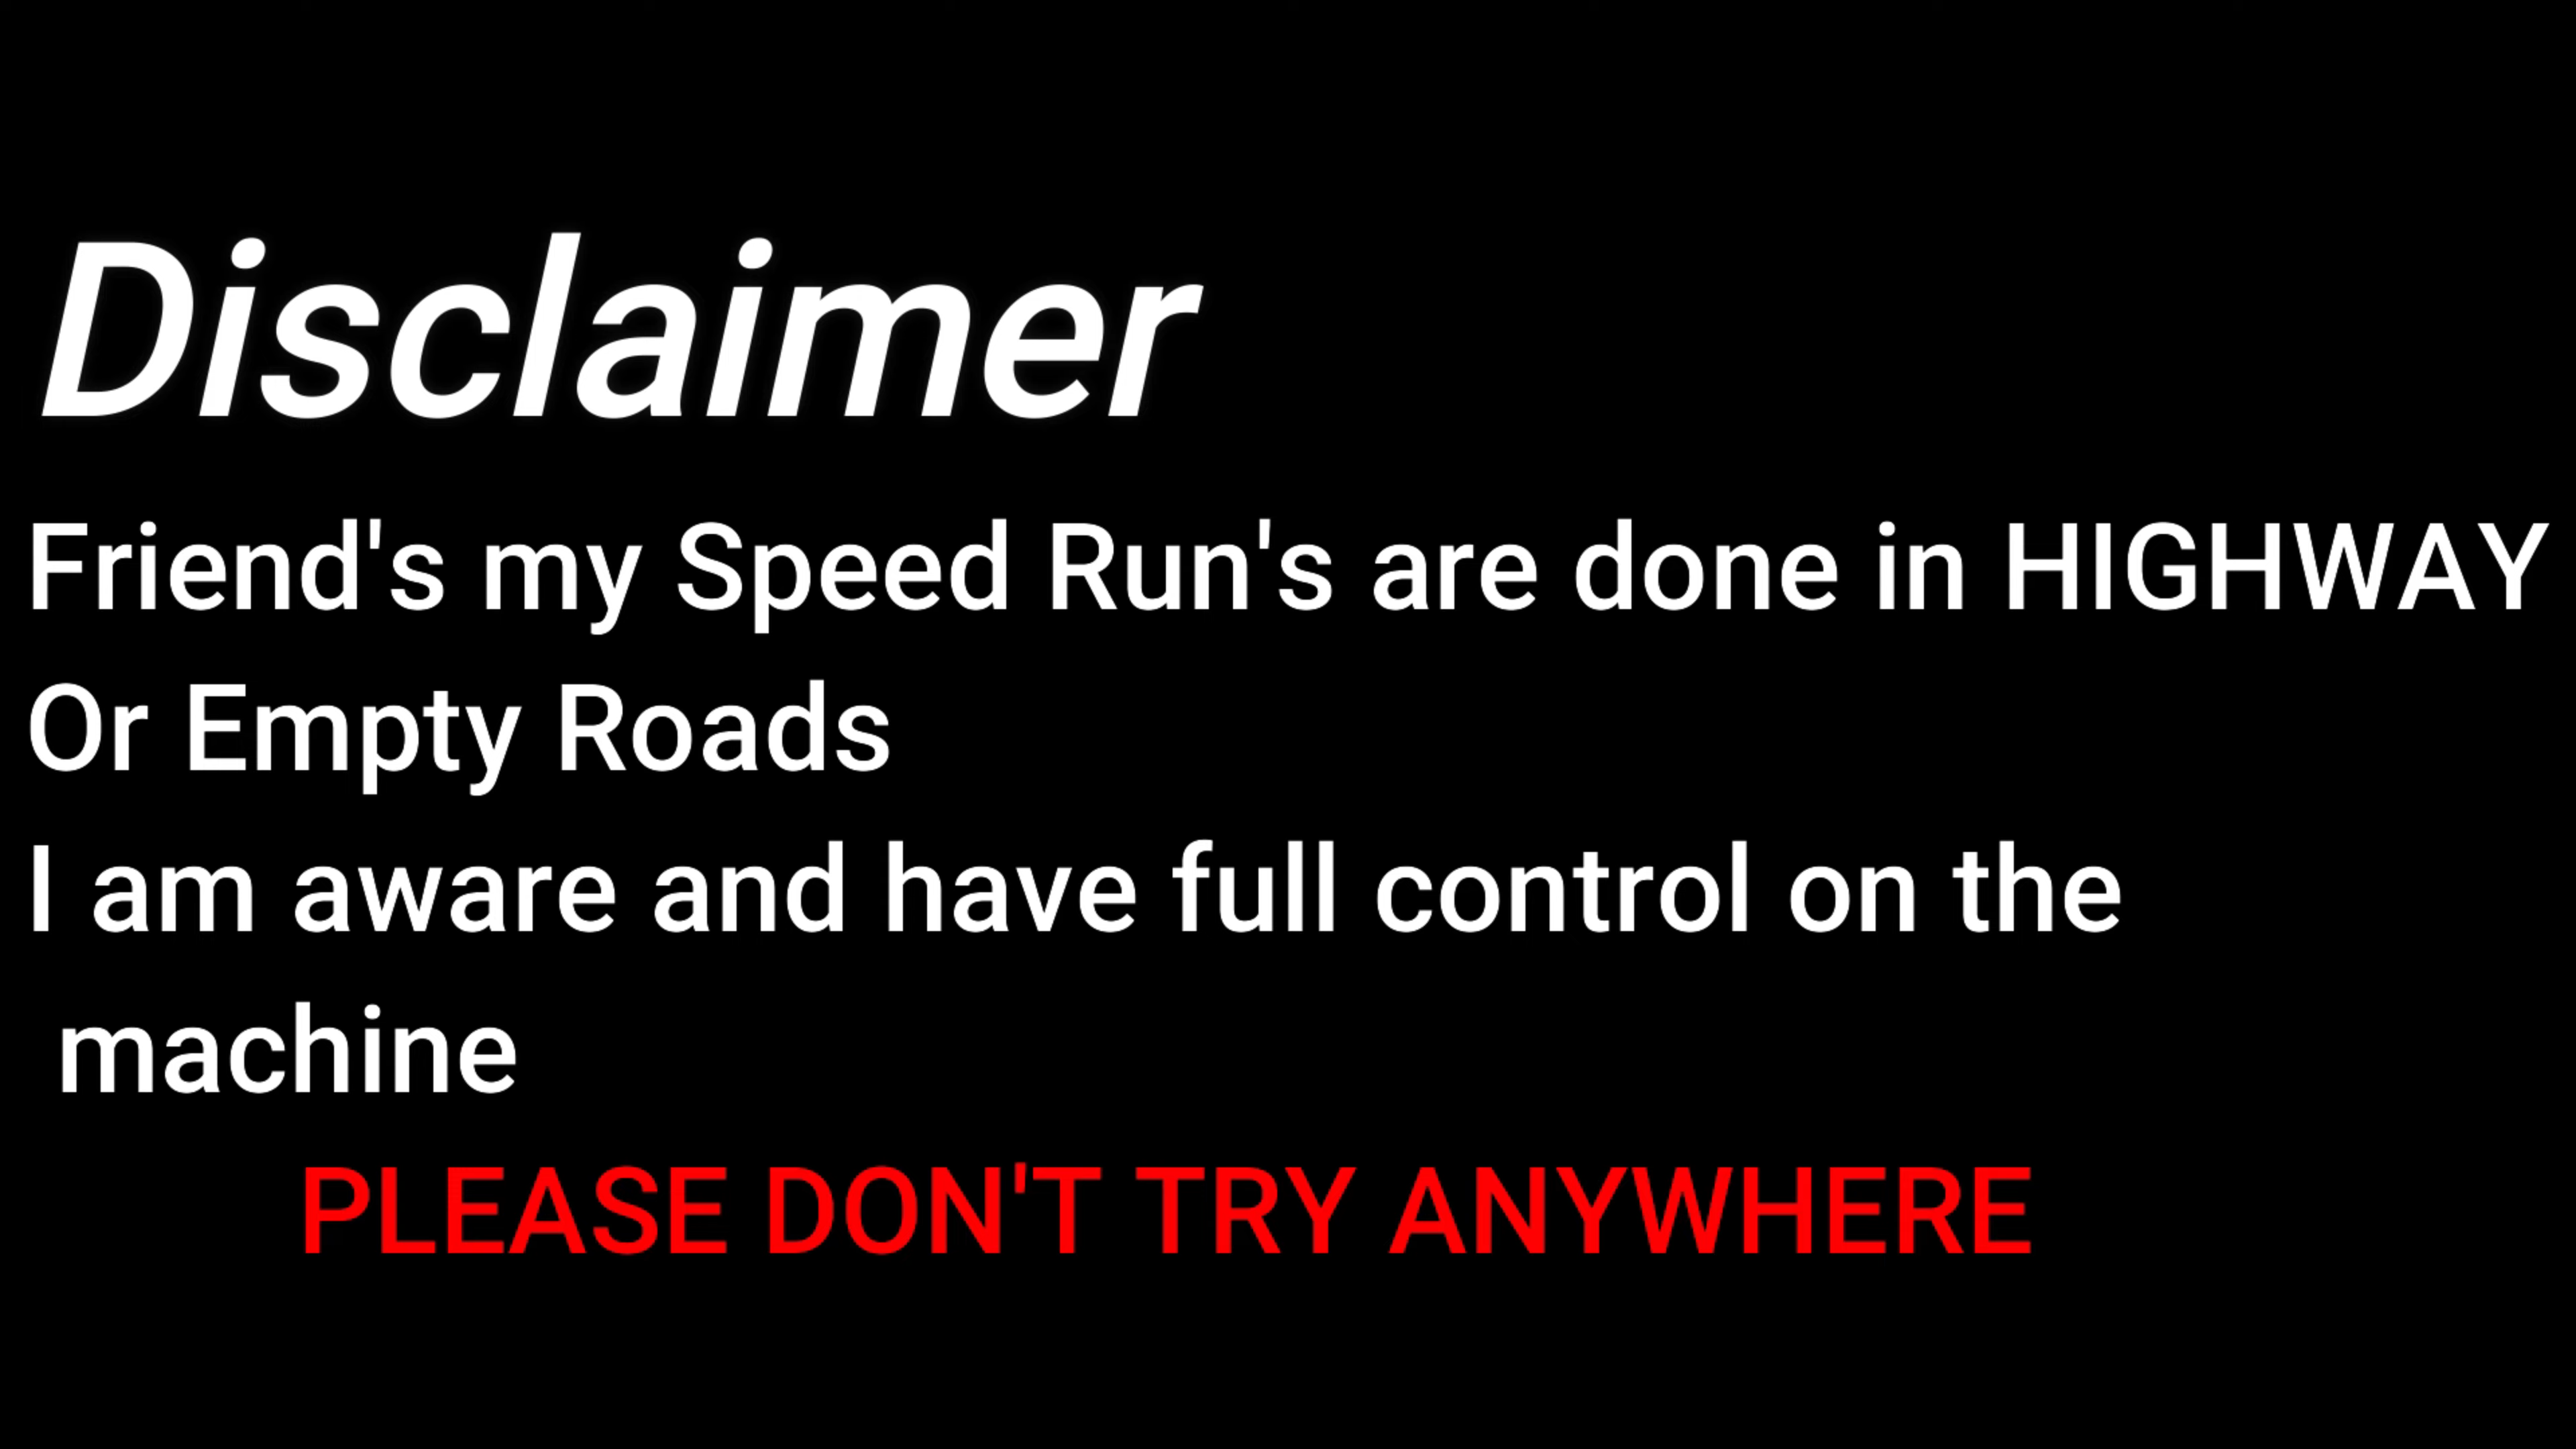 Disclaimer
Friend's my Speed Run's are done in HIGHWAY
Or Empty Roads
I am aware and have full control on the
machine
PLEASE DON'T TRY ANYWHERE